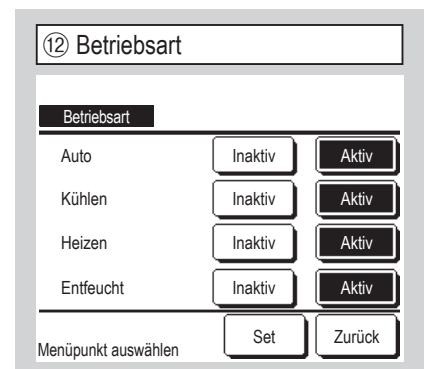 ⑫ Betriebsart
Betriebsart
Auto Inaktiv Aktiv
Kühlen Inaktiv Aktiv
Heizen Inaktiv Aktiv
Entfeucht Inaktiv Aktiv
Menüpunkt auswählen Set Zurück